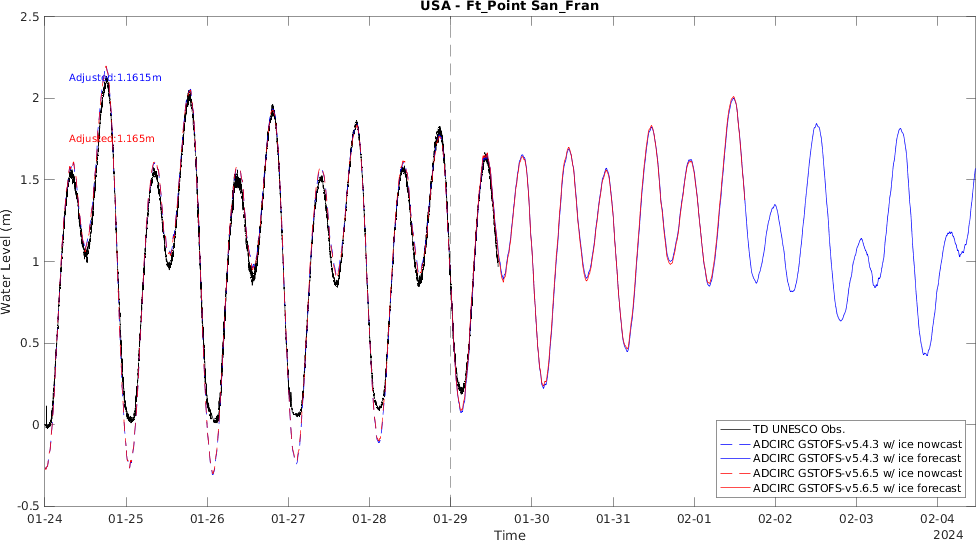 USA - Ft_Point San_Fran
2.5
2
1.5
1
0.5
0
-0.5
Water Level (m)
Adjusted:1.1615m
Adjusted:1.165m
TD UNESCO Obs.
ADCIRC GSTOFS-v5.4.3 w/ ice nowcast
ADCIRC GSTOFS-v5.4.3 w/ ice forecast
ADCIRC GSTOFS-v5.6.5 w/ ice nowcast
ADCIRC GSTOFS-v5.6.5 w/ ice forecast
01-24 01-25 01-26 01-27 01-28 01-29 01-30 01-31 02-01 02-02 02-03 02-04
Time
2024